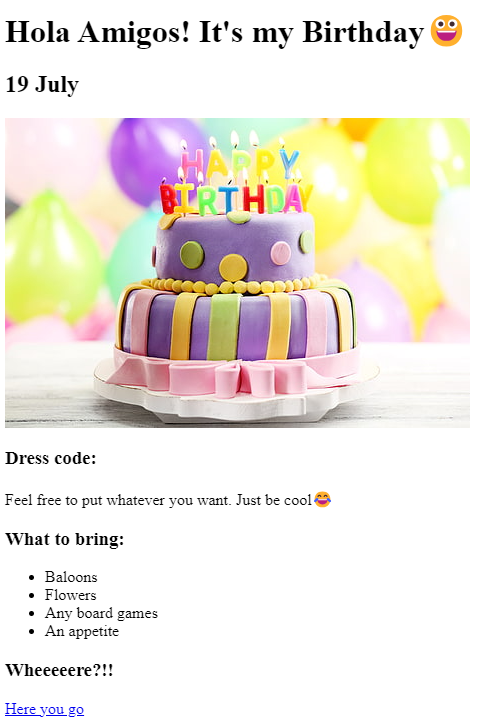 Hola Amigos! It's my Birthday😀
19 July
HAPPY
BIRTHDAY
Dress code:
Feel free to put whatever you want. Just be cool😂
What to bring:
• Baloons
• Flowers
• Any board games
• An appetite
Wheeeeere?!!
Here you go